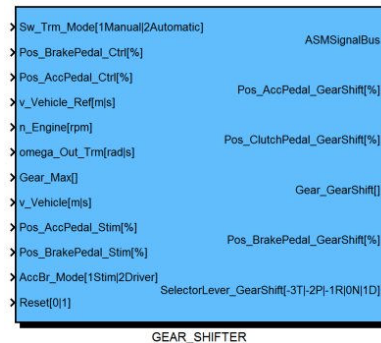 Sw_Trm_Mode[1Manual|2Automatic]
Pos_BrakePedal_Ctrl[%]
Pos_AccPedal_Ctrl[%]
v_Vehicle_Ref[m|s]
n_Engine[rpm]
omega_Out_Trm[rad|s]
Gear_Max[]
v_Vehicle[m|s]
Pos_AccPedal_Stim[%]
Pos_BrakePedal_Stim[%]
AccBr_Mode[1Stim|2Driver]
Reset[0|1]
ASMSignalBus
Pos_AccPedal_GearShift[%]
Pos_ClutchPedal_GearShift[%]
Gear_GearShift[]
Pos_BrakePedal_GearShift[%]
SelectorLever_GearShift[-3T|-2P|-1R|0N|1D]
GEAR_SHIFTER